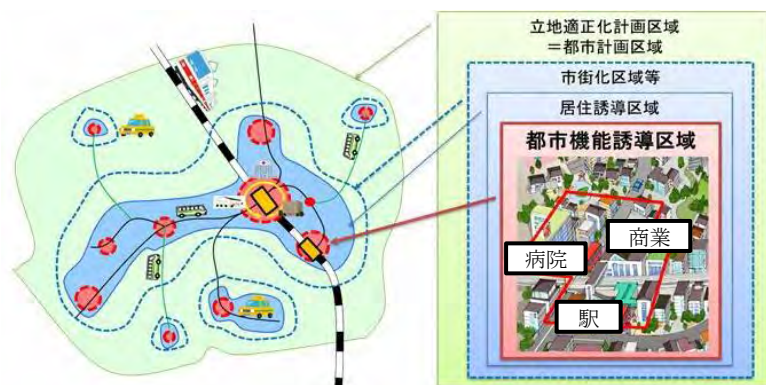 立地適正化計画区域
＝都市計画区域
市街化区域等
居住誘導区域
都市機能誘導区域
商業
病院
駅